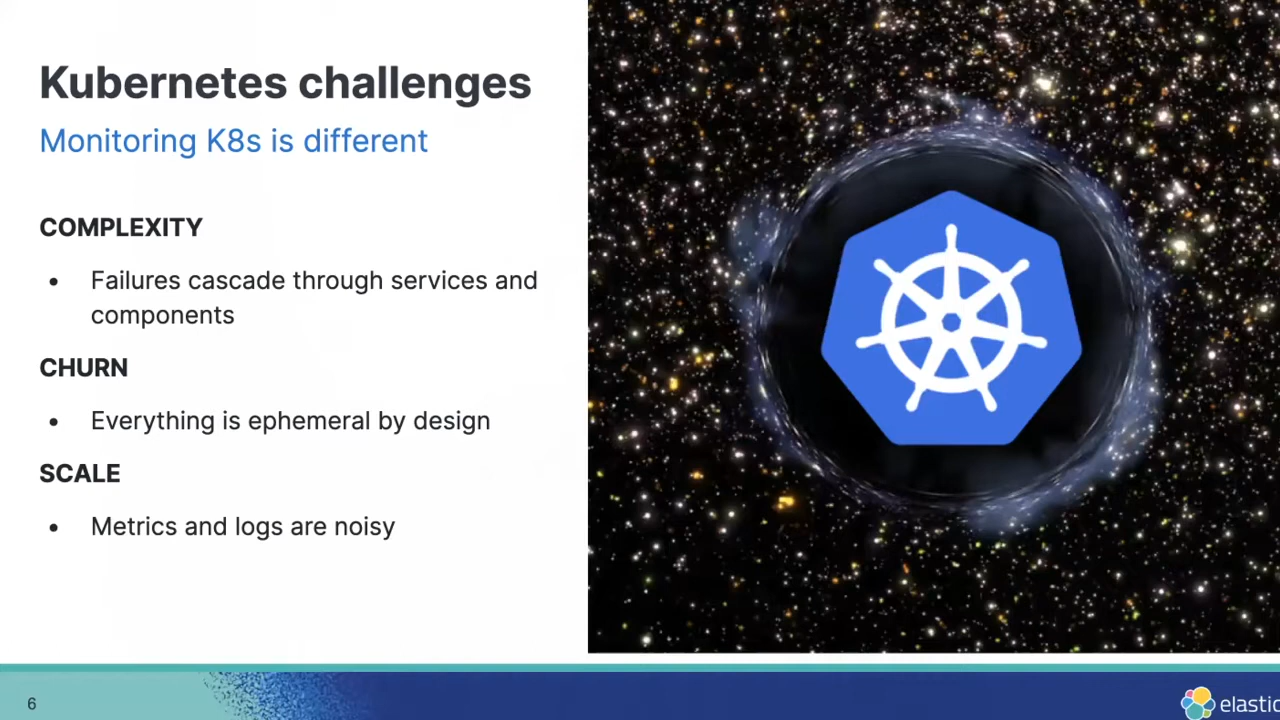 Kubernetes challenges
Monitoring K8s is different
COMPLEXITY
• Failures cascade through services and
components
CHURN
• Everything is ephemeral by design
SCALE
• Metrics and logs are noisy
6
elastic